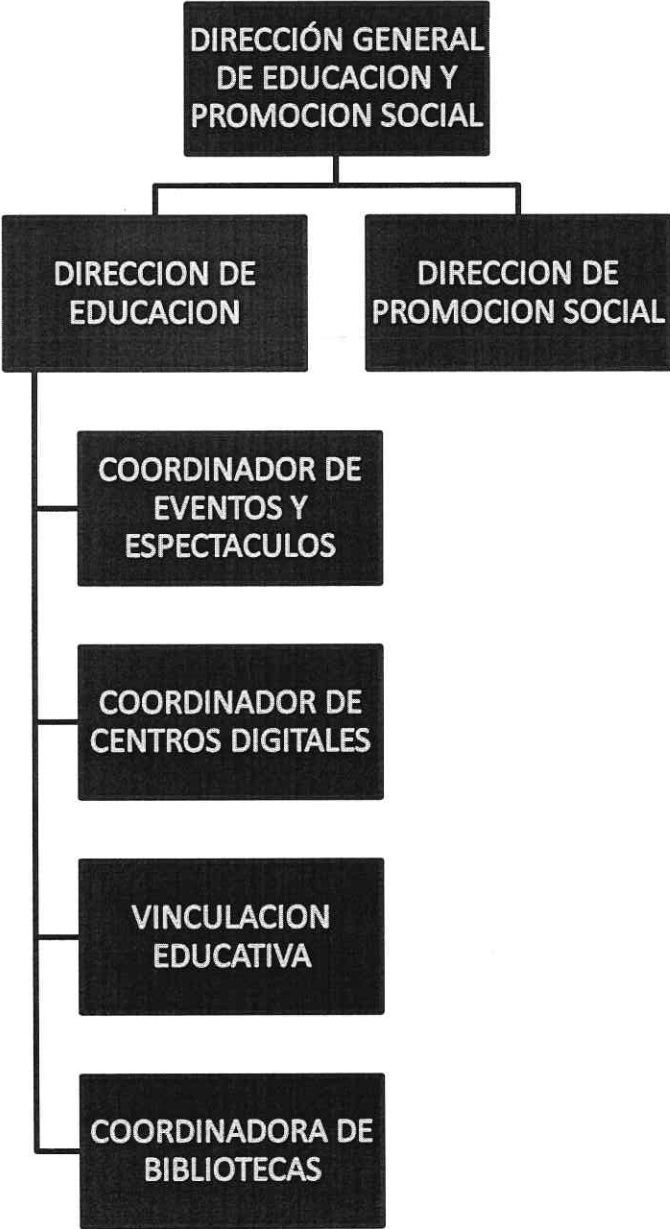 DIRECCIÓN GENERAL
DE EDUCACION Y
PROMOCION SOCIAL
DIRECCION DE
EDUCACION
DIRECCION DE
PROMOCION SOCIAL
COORDINADOR DE
EVENTOS Y
ESPECTACULOS
COORDINADOR DE
CENTROS DIGITALES
VINCULACION
EDUCATIVA
COORDINADORA DE
BIBLIOTECAS